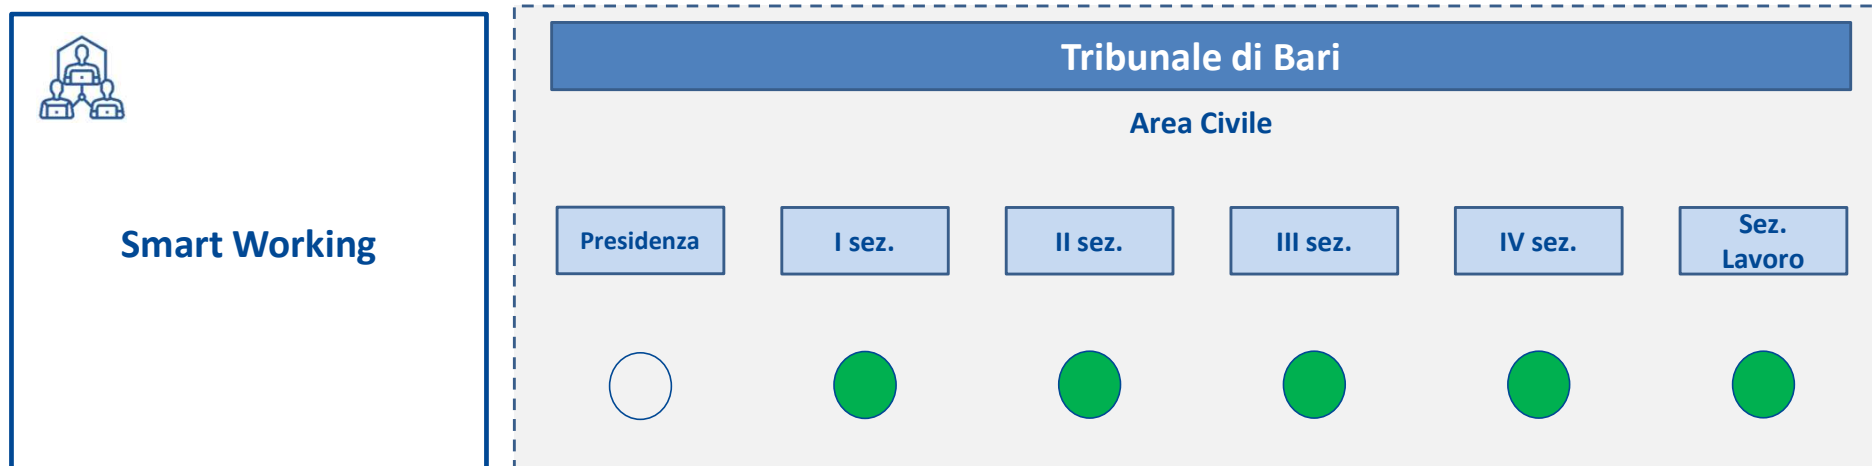 Smart Working
Tribunale di Bari
Area Civile
Presidenza
I sez.
II sez.
III sez.
IV sez.
Sez.
Lavoro